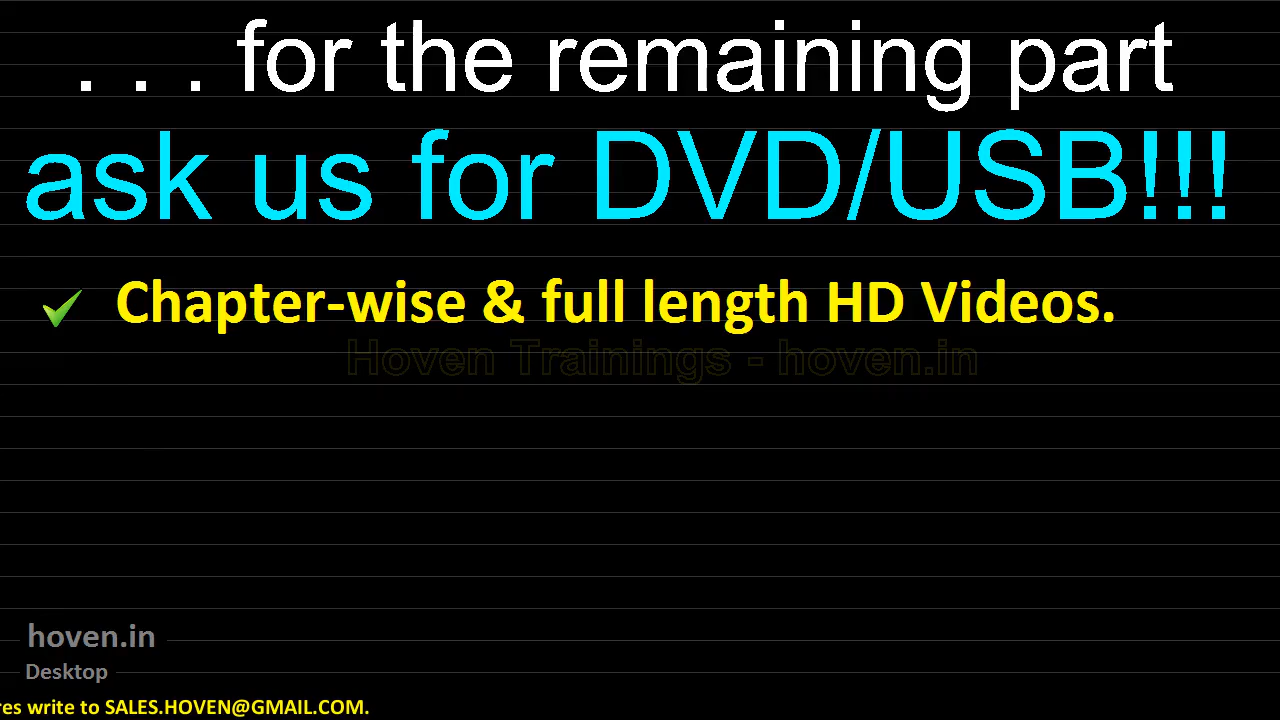 . . . for the remaining part
ask us for DVD/USB!!!
Chapter-wise & full length HD Videos.
Hoven Trainings - hoven.in
hoven.in
Desktop
write to SALES.HOVEN@GMAIL.COM.